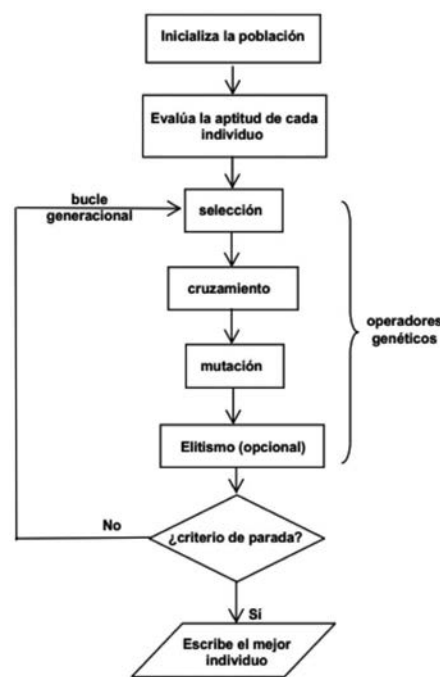 Inicializa la población
Evalúa la aptitud de cada
individuo
bucle
generacional
selección
cruzamiento
operadores
genéticos
mutación
Elitismo (opcional)
No
¿criterio de parada?
Sí
Escribe el mejor
individuo